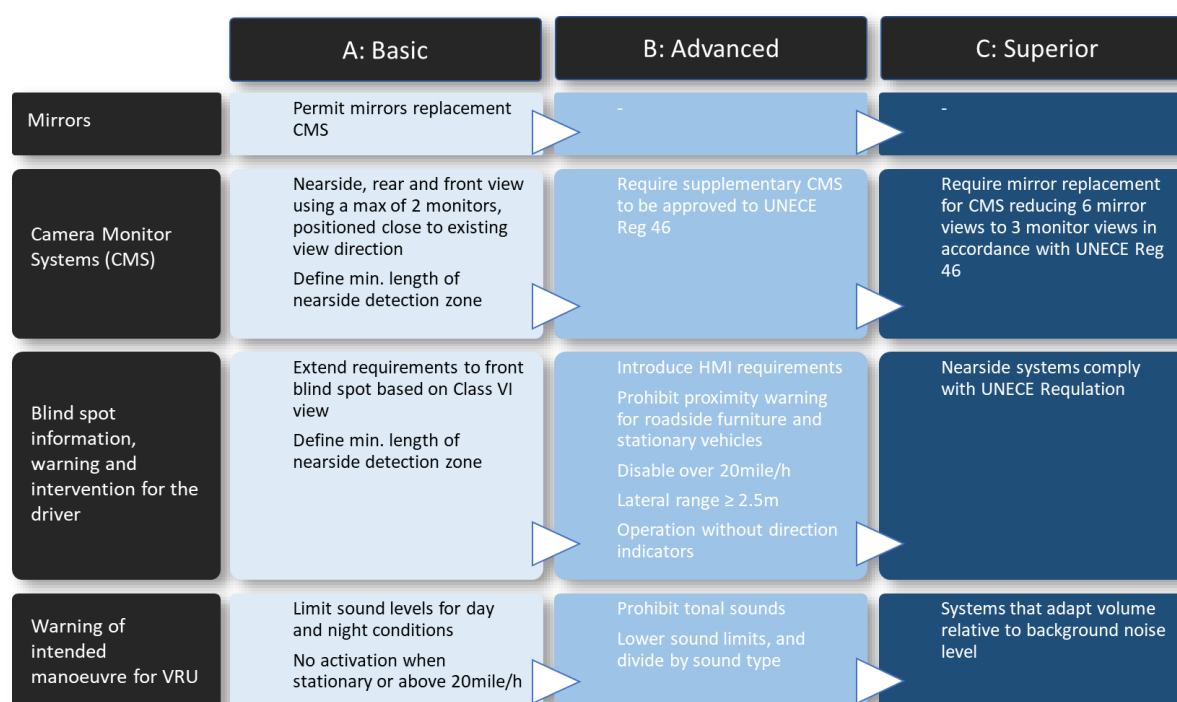 A: Basic
B: Advanced
C: Superior
Mirrors
Permit mirrors replacement
CMS
-
-
Camera Monitor
Systems (CMS)
Nearside, rear and front view
using a max of 2 monitors,
positioned close to existing
view direction
Define min. length of
nearside detection zone
Require supplementary CMS
to be approved to UNECE
Reg 46
Require mirror replacement
for CMS reducing 6 mirror
views to 3 monitor views in
accordance with UNECE Reg
46
Blind spot
information,
warning and
intervention for the
driver
Extend requirements to front
blind spot based on Class VI
view
Define min. length of
nearside detection zone
Introduce HMI requirements
Prohibit proximity warning
for roadside furniture and
stationary vehicles
Disable over 20mile/h
Lateral range ≥ 2.5m
Operation without direction
indicators
Nearside systems comply
with UNECE Requlation
Warning of
intended
manoeuvre for VRU
Limit sound levels for day
and night conditions
No activation when
stationary or above 20mile/h
Prohibit tonal sounds
Lower sound limits, and
divide by sound type
Systems that adapt volume
relative to background noise
level